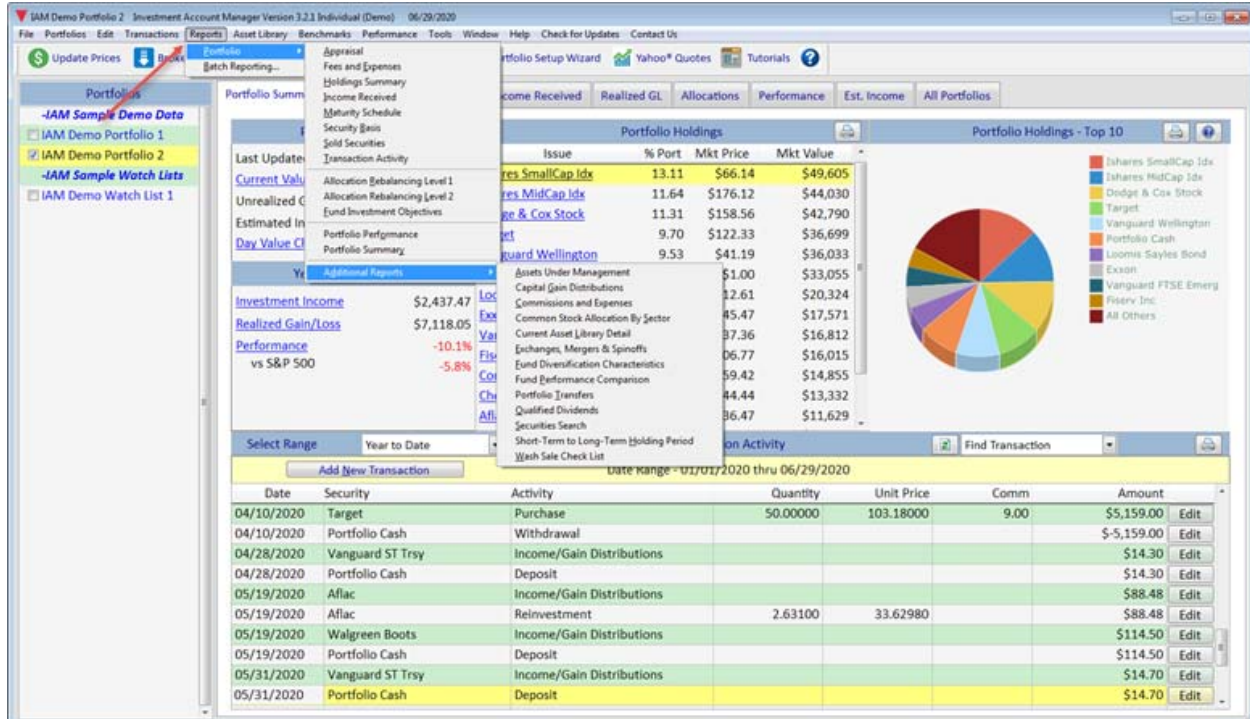 IAM Demo Portfolio 2 Investment Account Manager Version 3.2.1 Individual (Demo) 06/29/2020
File Portfolios Edit Transactions Reports Asset Library Benchmarks Performance Tools Window Help Check for Updates Contact Us
Update Prices
rtfolio Setup Wizard Yahoo* Quotes Tutorials
Portfolio
Batch Reporting...
Appraisal
Fees and Expenses
Holdings Summary
Income Received
Maturity Schedule
Security Basis
Sold Securities
Transaction Activity
Allocation Rebalancing Level 1
Allocation Rebalancing Level 2
Fund Investment Objectives
Portfolio Performance
Portfolio Summary
Additional Reports
Assets Under Management
Capital Gain Distributions
Commissions and Expenses
Common Stock Allocation By Sector
Current Asset Library Detail
Exchanges, Mergers & Spinoffs
Fund Diversification Characteristics
Fund Performance Comparison
Portfolio Transfers
Qualified Dividends
Securities Search
Short-Term to Long-Term Holding Period
Wash Sale Check List
Portfolios
-IAM Sample Demo Data
IAM Demo Portfolio 1
IAM Demo Portfolio 2
-IAM Sample Watch Lists
IAM Demo Watch List 1
Portfolio Summ
come Received Realized GL Allocations Performance Est. Income All Portfolios
Last Update
Current Valu
Unrealized G
Estimated In
Day Value C
Ye
Investment Income $2,437.47
Realized Gain/Loss $7,118.05
Performance -10.1%
vs S&P 500 -5.8%
Portfolio Holdings
Issue % Port Mkt Price Mkt Value
res SmallCap Idx 13.11 $66.14 $49,605
res MidCap Idx 11.64 $176.12 $44,030
ge & Cox Stock 11.31 $158.56 $42,790
get 9.70 $122.33 $36,699
guard Wellington 9.53 $41.19 $36,033
$1.00 $33,055
Loo 12.61 $20,324
Exx 45.47 $17,571
Va 37.36 $16,812
Fis 06.77 $16,015
Co 59.42 $14,855
Che 44.44 $13,332
Afl 36.47 $11,629
Portfolio Holdings - Top 10
Ishares SmallCap Idx
Ishares MidCap Idx
Dodge & Cox Stock
Target
Vanguard Wellington
Portfolio Cash
Loomis Sayles Bond
Exxon
Vanguard FTSE Emerg
Fiserv Inc
All Others
Select Range Year to Date
on Activity
Find Transaction
Add New Transaction
Date Range - 01/01/2020 thru 06/29/2020
Date Security Activity Quantity Unit Price Comm Amount
04/10/2020 Target Purchase 50.00000 103.18000 9.00 $5,159.00 Edit
04/10/2020 Portfolio Cash Withdrawal $-5,159.00 Edit
04/28/2020 Vanguard ST Trsy Income/Gain Distributions $14.30 Edit
04/28/2020 Portfolio Cash Deposit $14.30 Edit
05/19/2020 Aflac Income/Gain Distributions $88.48 Edit
05/19/2020 Aflac Reinvestment 2.63100 33.62980 $88.48 Edit
05/19/2020 Walgreen Boots Income/Gain Distributions $114.50 Edit
05/19/2020 Portfolio Cash Deposit $114.50 Edit
05/31/2020 Vanguard ST Trsy Income/Gain Distributions $14.70 Edit
05/31/2020 Portfolio Cash Deposit $14.70 Edit